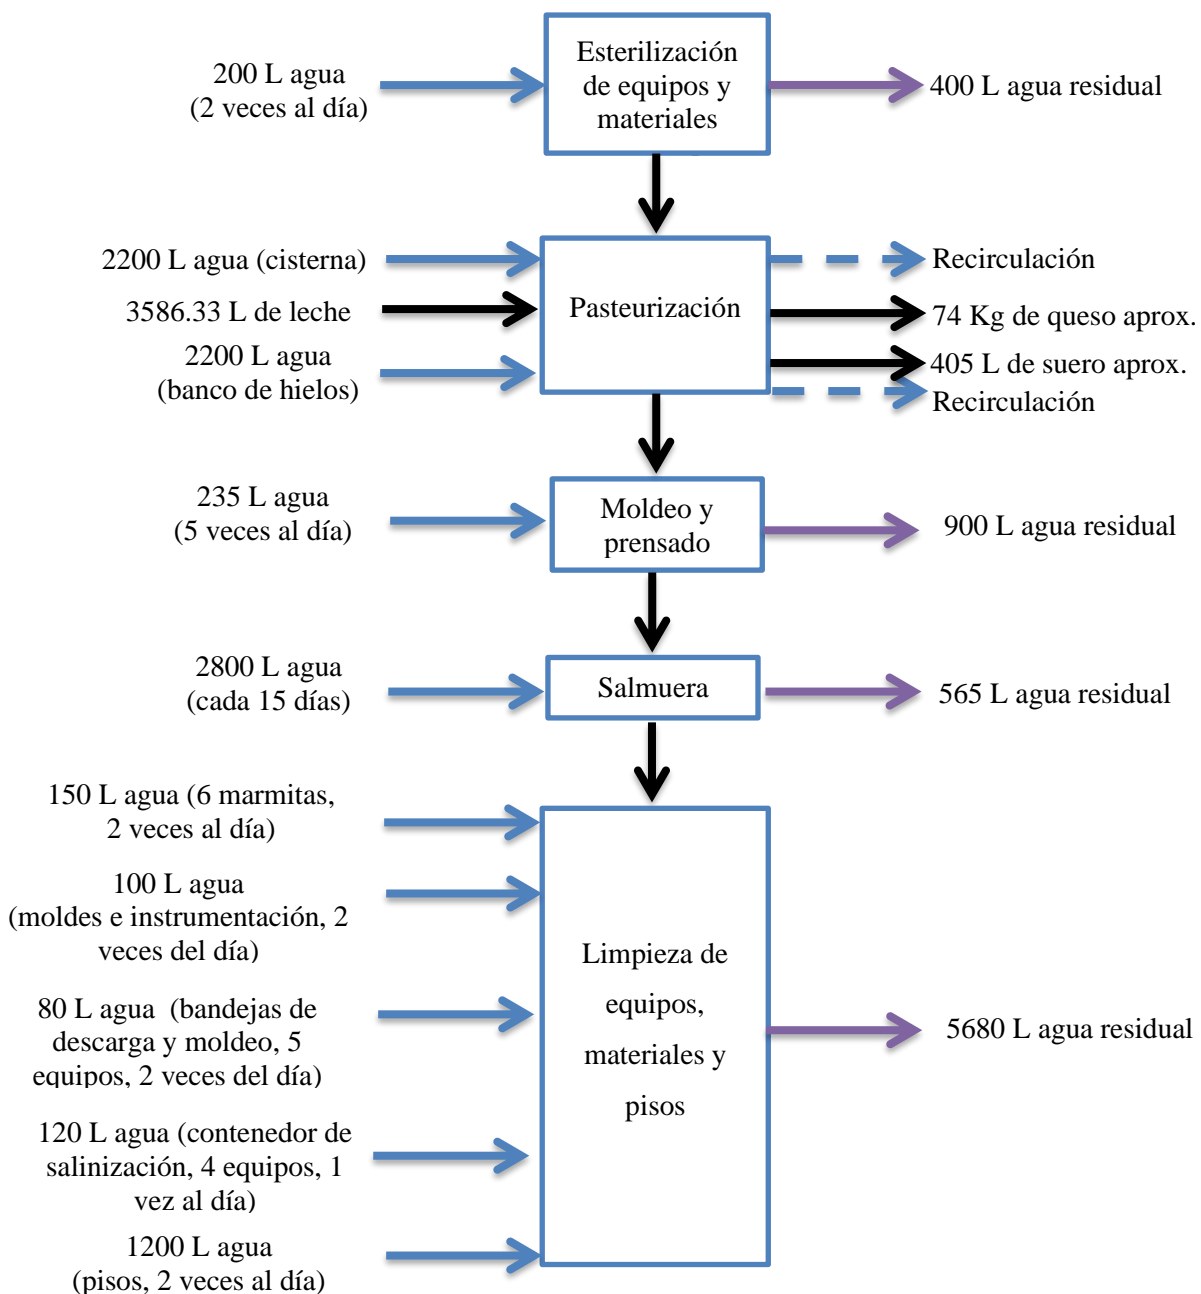 200 L agua
(2 veces al día)
Esterilización
de equipos y
materiales
400 L agua residual
2200 L agua (cisterna)
3586.33 L de leche
2200 L agua
(banco de hielos)
Pasteurización
Recirculación
74 Kg de queso aprox.
405 L de suero aprox.
Recirculación
235 L agua
(5 veces al día)
Moldeo y
prensado
900 L agua residual
2800 L agua
(cada 15 días)
Salmuera
565 L agua residual
150 L agua (6 marmitas,
2 veces al día)
100 L agua
(moldes e instrumentación, 2
veces del día)
80 L agua  (bandejas de
descarga y moldeo, 5
equipos, 2 veces del día)
120 L agua (contenedor de
salinización, 4 equipos, 1
vez al día)
1200 L agua
(pisos, 2 veces al día)
Limpieza de
equipos,
materiales y
pisos
5680 L agua residual